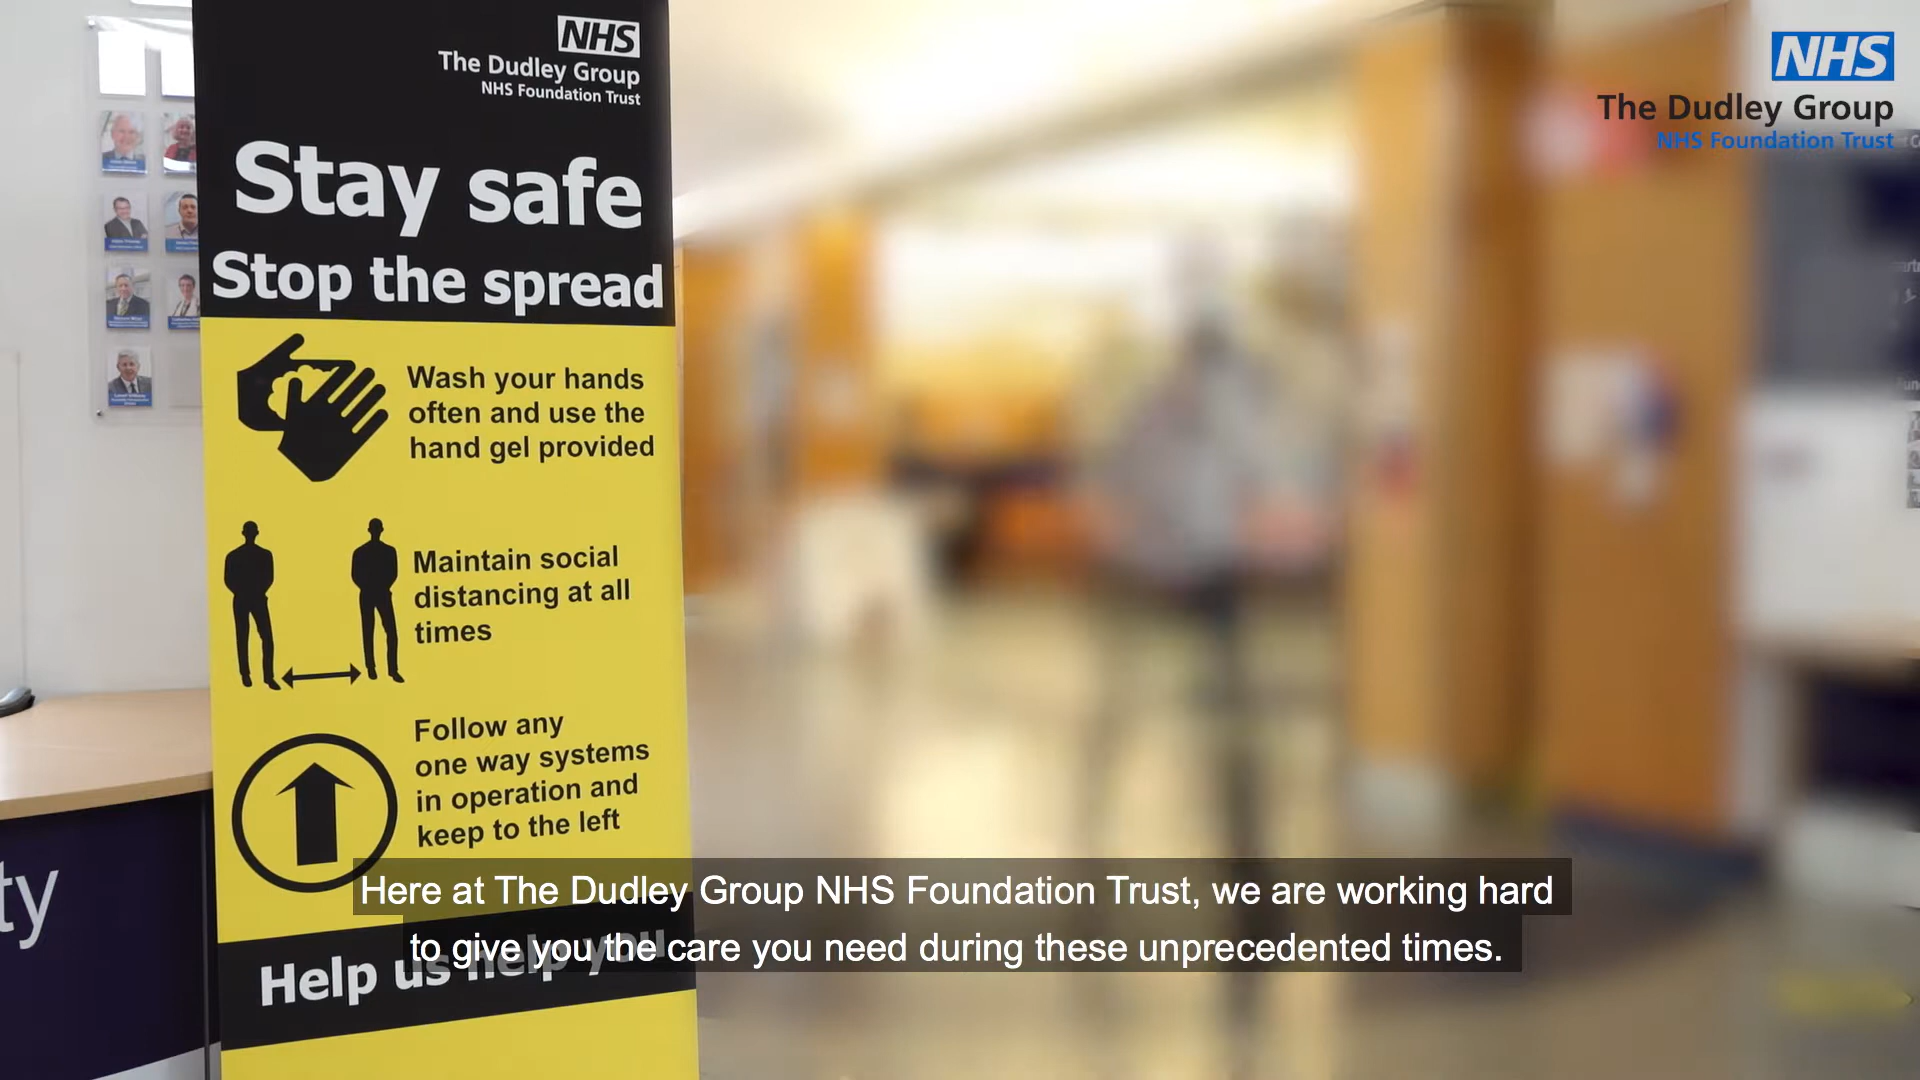 NHS
The Dudley Group
NHS Foundation Trust
Stay safe
Stop the spread
Wash your hands
often and use the
hand gel provided
Maintain social
distancing at all
times
Follow any
one way systems
in operation and
keep to the left
Help us help you
NHS
The Dudley Group
NHS Foundation Trust
ty
Here at The Dudley Group NHS Foundation Trust, we are working hard
to give you the care you need during these unprecedented times.